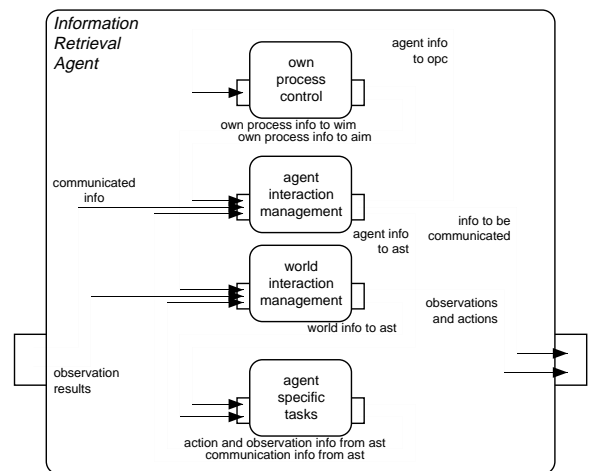 Information
Retrieval
Agent
own
process
control
agent info
to opc
own process info to wim
own process info to aim
communicated
info
agent
interaction
management
agent info
to ast
info to be
communicated
world
interaction
management
world info to ast
observations
and actions
observation
results
agent
specific
tasks
action and observation info from ast
communication info from ast